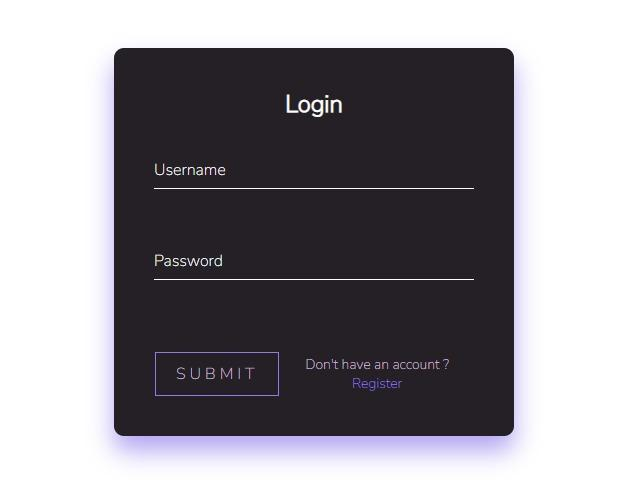 Login
Username
Password
SUBMIT
Don't have an account ?
Register